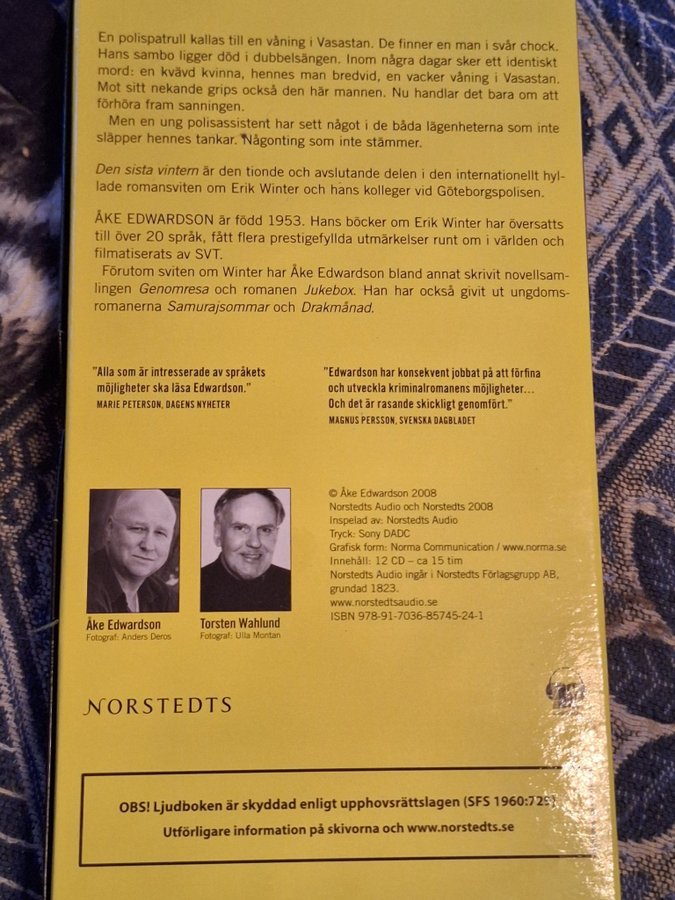 En polispatrull kallas till en våning i Vasastan. De finner en man i svår chock.
Hans sambo ligger död i dubbelsängen. Inom några dagar sker ett identiskt
mord: en kvävd kvinna, hennes man bredvid, en vacker våning i Vasastan.
Mot sitt nekande grips också den här mannen. Nu handlar det bara om att
förhöra fram sanningen.
Men en ung polisassistent har sett något i de båda lägenheterna som inte
släpper hennes tankar. Någonting som inte stämmer.
Den sista vintern är den tionde och avslutande delen i den internationellt hyl-
lade romansviten om Erik Winter och hans kolleger vid Göteborgspolisen.
ÅKE EDWARDSON är född 1953. Hans böcker om Erik Winter har översatts
till över 20 språk, fått flera prestigefyllda utmärkelser runt om i världen och
filmatiserats av SVT.
Förutom sviten om Winter har Åke Edwardson bland annat skrivit novellsam-
lingen Genomresa och romanen Jukebox. Han har också givit ut ungdoms-
romanerna Samurajsommar och Drakmånad.
"Alla som är intresserade av språkets
möjligheter ska läsa Edwardson."
MARIE PETERSON, DAGENS NYHETER
"Edwardson har konsekvent jobbat på att förfina
och utveckla kriminalromanens möjligheter...
Och det är rasande skickligt genomfört."
MAGNUS PERSSON, SVENSKA DAGBLADET
Åke Edwardson
Fotograf: Anders Deros
Torsten Wahlund
Fotograf: Ulla Montan
© Åke Edwardson 2008
Norstedts Audio och Norstedts 2008
Inspelad av: Norstedts Audio
Tryck: Sony DADC
Grafisk form: Norma Communication / www.norma.se
Innehåll: 12 CD – ca 15 tim
Norstedts Audio ingår i Norstedts Förlagsgrupp AB,
grundad 1823.
www.norstedtsaudio.se
ISBN 978-91-7036-85745-24-1
NORSTEDTS
OBS! Ljudboken är skyddad enligt upphovsrättslagen (SFS 1960:729)
Utförligare information på skivorna och www.norstedts.se